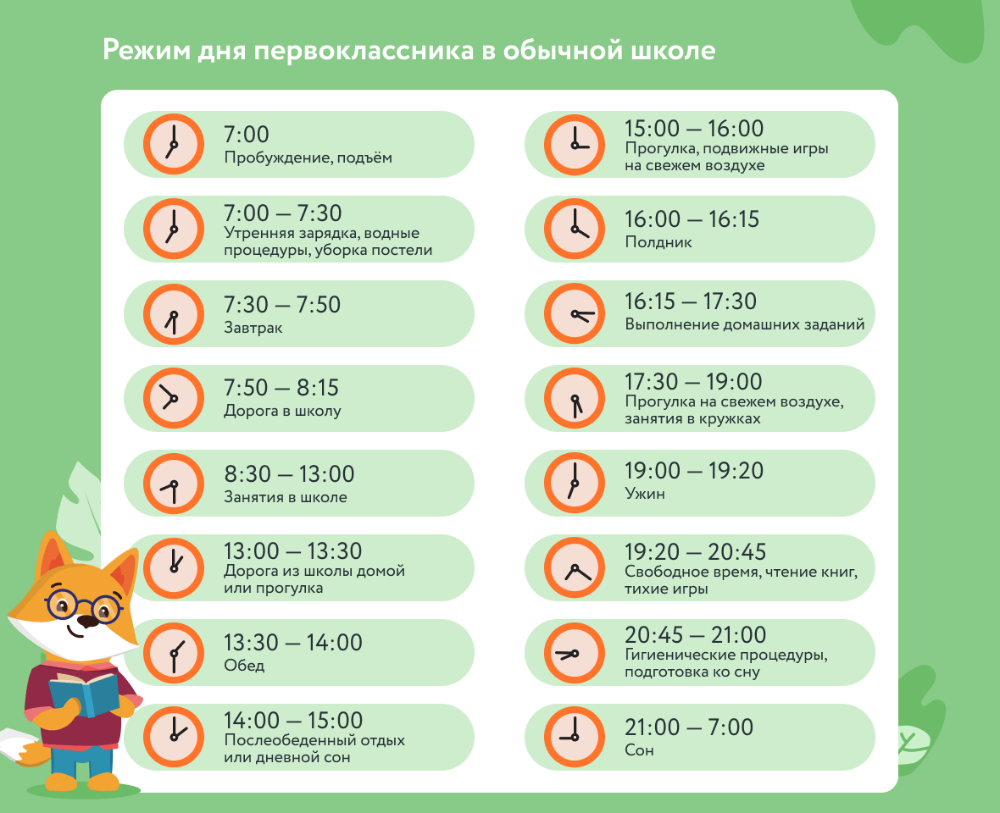 Режим дня первоклассника в обычной школе
7:00
Пробуждение, подъём
7:00 — 7:30
Утренняя зарядка, водные
процедуры, уборка постели
7:30 — 7:50
Завтрак
7:50 — 8:15
Дорога в школу
8:30 — 13:00
Занятия в школе
13:00 — 13:30
Дорога из школы домой
или прогулка
13:30 — 14:00
Обед
14:00 — 15:00
Послеобеденный отдых
или дневной сон
15:00 — 16:00
Прогулка, подвижные игры
на свежем воздухе
16:00 — 16:15
Полдник
16:15 — 17:30
Выполнение домашних заданий
17:30 — 19:00
Прогулка на свежем воздухе,
занятия в кружках
19:00 — 19:20
Ужин
19:20 — 20:45
Свободное время, чтение книг,
тихие игры
20:45 — 21:00
Гигиенические процедуры,
подготовка ко сну
21:00 — 7:00
Сон